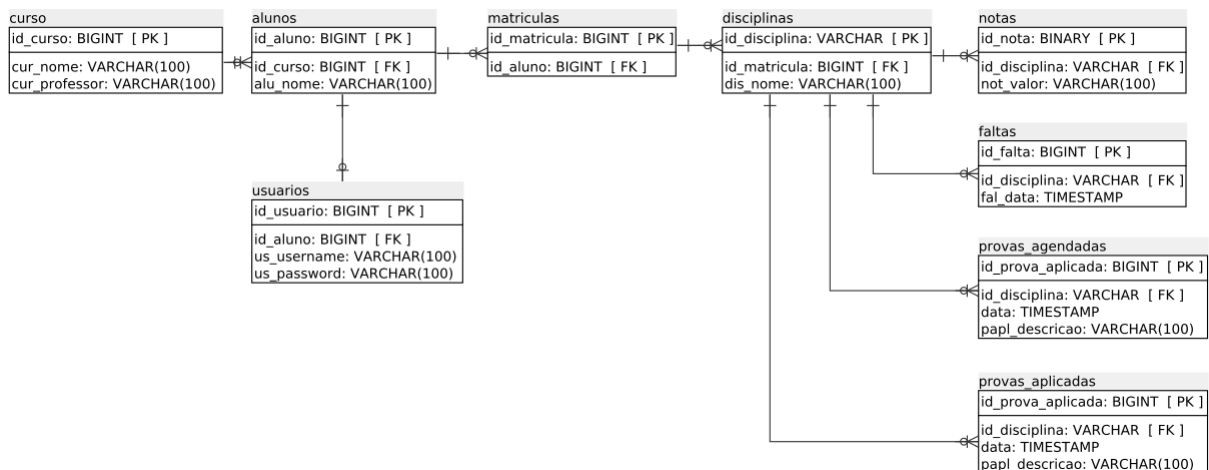 curso
id_curso: BIGINT [ PK ]
cur_nome: VARCHAR(100)
cur_professor: VARCHAR(100)
alunos
id_aluno: BIGINT [ PK ]
id_curso: BIGINT [ FK ]
alu_nome: VARCHAR(100)
matriculas
id_matricula: BIGINT [ PK ]
id_aluno: BIGINT [ FK ]
disciplinas
id_disciplina: VARCHAR [ PK ]
id_matricula: BIGINT [ FK ]
dis_nome: VARCHAR(100)
notas
id_nota: BINARY [ PK ]
id_disciplina: VARCHAR [ FK ]
not_valor: VARCHAR(100)
faltas
id_falta: BIGINT [ PK ]
id_disciplina: VARCHAR [ FK ]
fal_data: TIMESTAMP
usuarios
id_usuario: BIGINT [ PK ]
id_aluno: BIGINT [ FK ]
us_username: VARCHAR(100)
us_password: VARCHAR(100)
provas_agendadas
id_prova_aplicada: BIGINT [ PK ]
id_disciplina: VARCHAR [ FK ]
data: TIMESTAMP
papl_descricao: VARCHAR(100)
provas_aplicadas
id_prova_aplicada: BIGINT [ PK ]
id_disciplina: VARCHAR [ FK ]
data: TIMESTAMP
papl_descricao: VARCHAR(100)